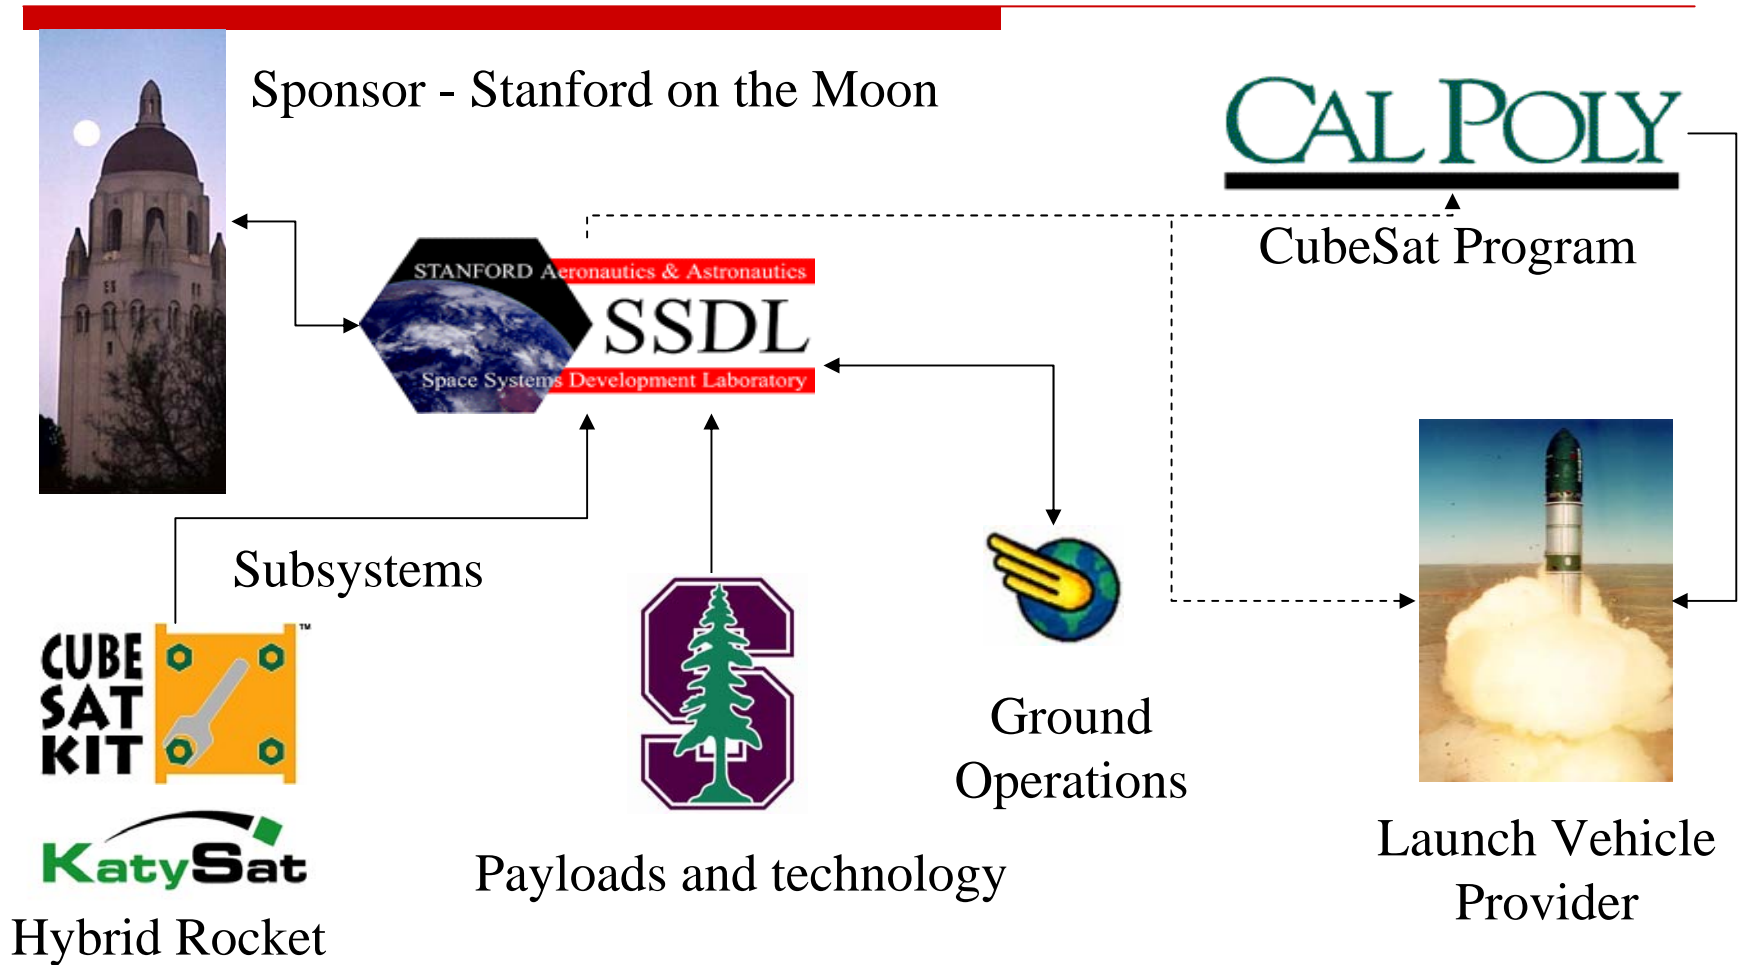 Sponsor - Stanford on the Moon
CAL POLY
CubeSat Program
STANFORD Aeronautics & Astronautics
SSDL
Space Systems Development Laboratory
Subsystems
CUBE
SAT
KIT
™
S
KatySat
Hybrid Rocket
Payloads and technology
Ground
Operations
Launch Vehicle
Provider